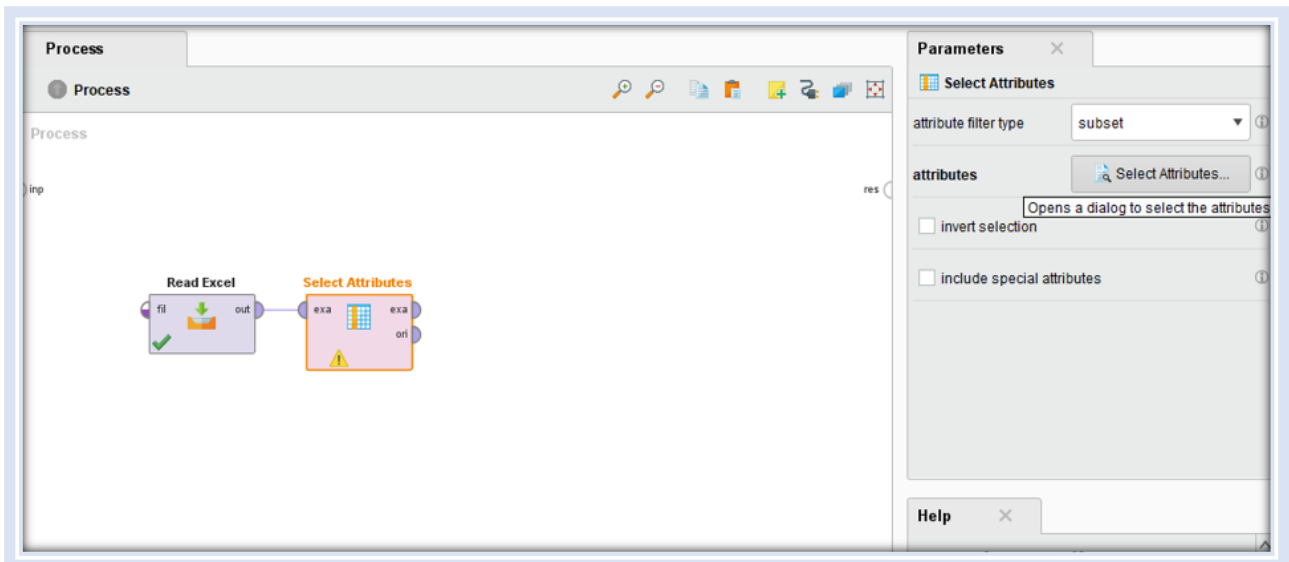 Process
Process
Process
inp
res
Read Excel
fil
out
Select Attributes
exa
exa
ori
Parameters
Select Attributes
attribute filter type
subset
attributes
Select Attributes...
Opens a dialog to select the attributes
invert selection
include special attributes
Help